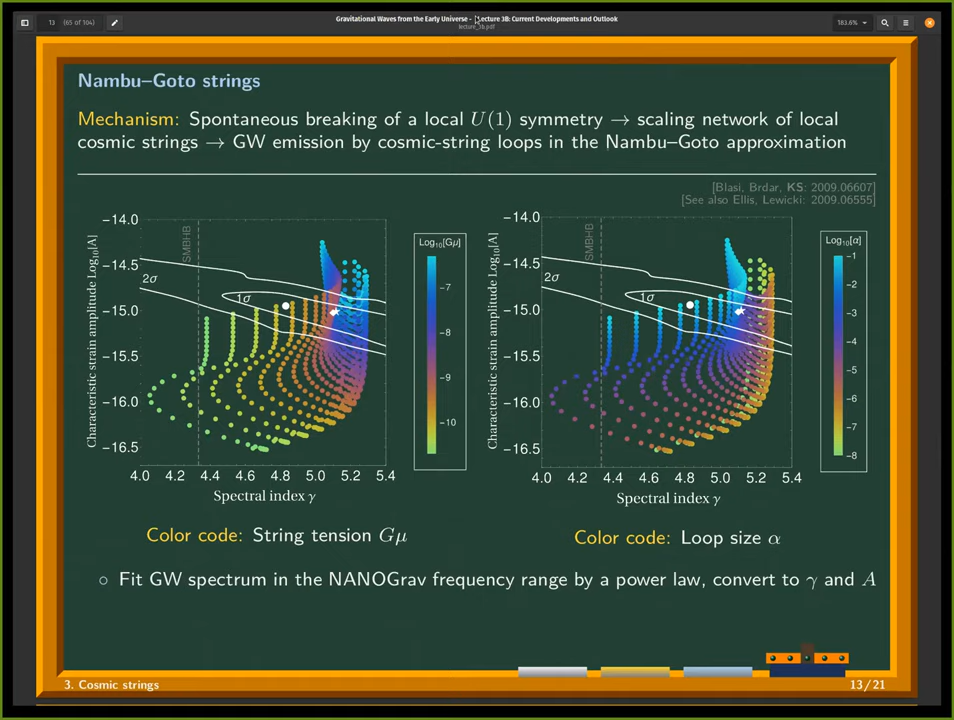 13 (65 of 104)
Gravitational Waves from the Early Universe - Lecture 3B: Current Developments and Outlook
lecture_3b.pdf
183.6%
Nambu–Goto strings
Mechanism: Spontaneous breaking of a local U(1) symmetry → scaling network of local
cosmic strings → GW emission by cosmic-string loops in the Nambu–Goto approximation
[Blasi, Brdar, KS: 2009.06607]
[See also Ellis, Lewicki: 2009.06555]
Characteristic strain amplitude Log₁₀[A]
-14.0
-14.5
-15.0
-15.5
-16.0
-16.5
SMBHB
2σ
1σ
4.0 4.2 4.4 4.6 4.8 5.0 5.2 5.4
Spectral index γ
Log₁₀[Gμ]
-7
-8
-9
-10
Color code: String tension Gμ
Characteristic strain amplitude Log₁₀[A]
-14.0
-14.5
-15.0
-15.5
-16.0
-16.5
SMBHB
2σ
1σ
4.0 4.2 4.4 4.6 4.8 5.0 5.2 5.4
Spectral index γ
Log₁₀[α]
-1
-2
-3
-4
-5
-6
-7
-8
Color code: Loop size α
○ Fit GW spectrum in the NANOGrav frequency range by a power law, convert to γ and A
3. Cosmic strings
13/21